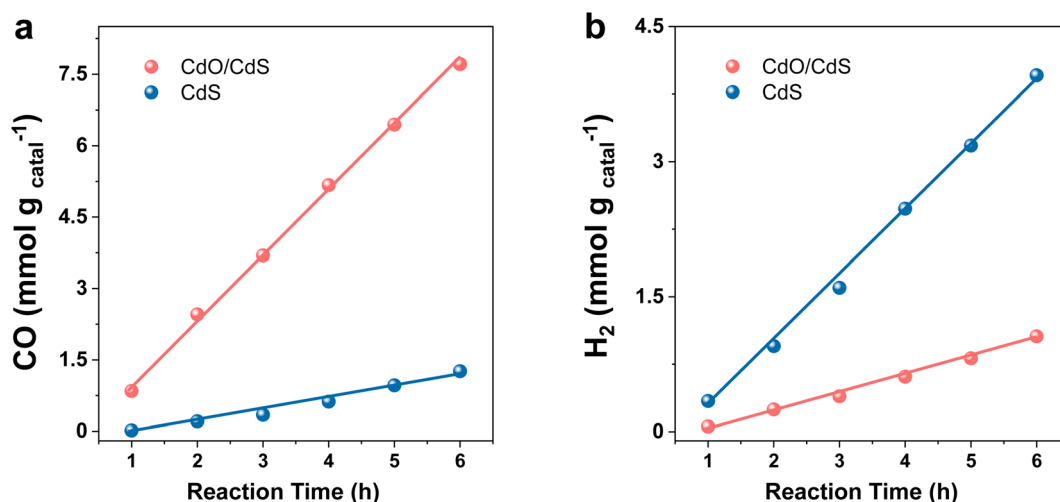 a
CO (mmol g catal⁻¹)
7.5
6
4.5
3
1.5
0
CdO/CdS
CdS
1 2 3 4 5 6
Reaction Time (h)
b
H₂ (mmol g catal⁻¹)
4.5
3
1.5
0
CdO/CdS
CdS
1 2 3 4 5 6
Reaction Time (h)